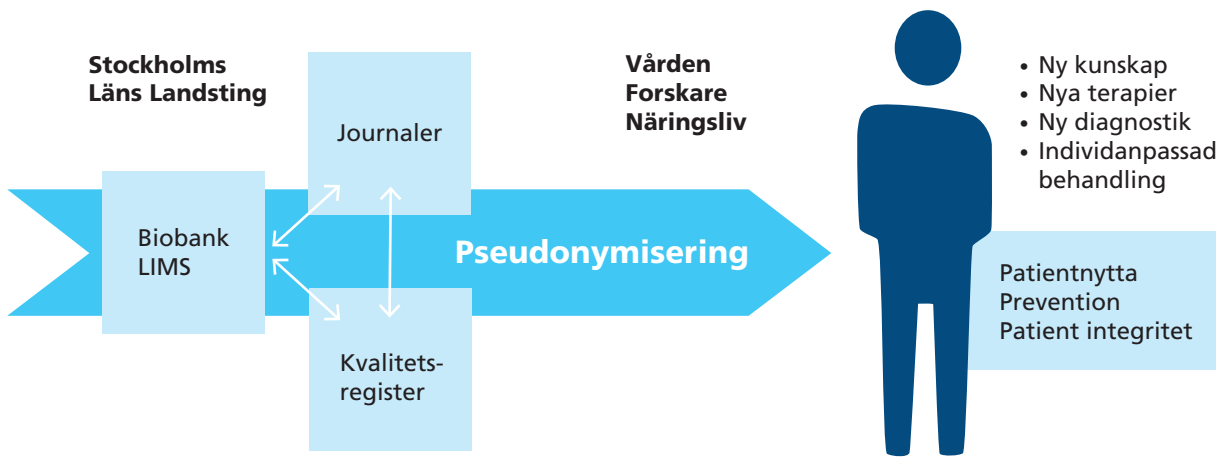 Stockholms
Läns Landsting
Journaler
Biobank
LIMS
Kvalitets-
register
Vården
Forskare
Näringsliv
Pseudonymisering
• Ny kunskap
• Nya terapier
• Ny diagnostik
• Individanpassad
behandling
Patientnytta
Prevention
Patient integritet